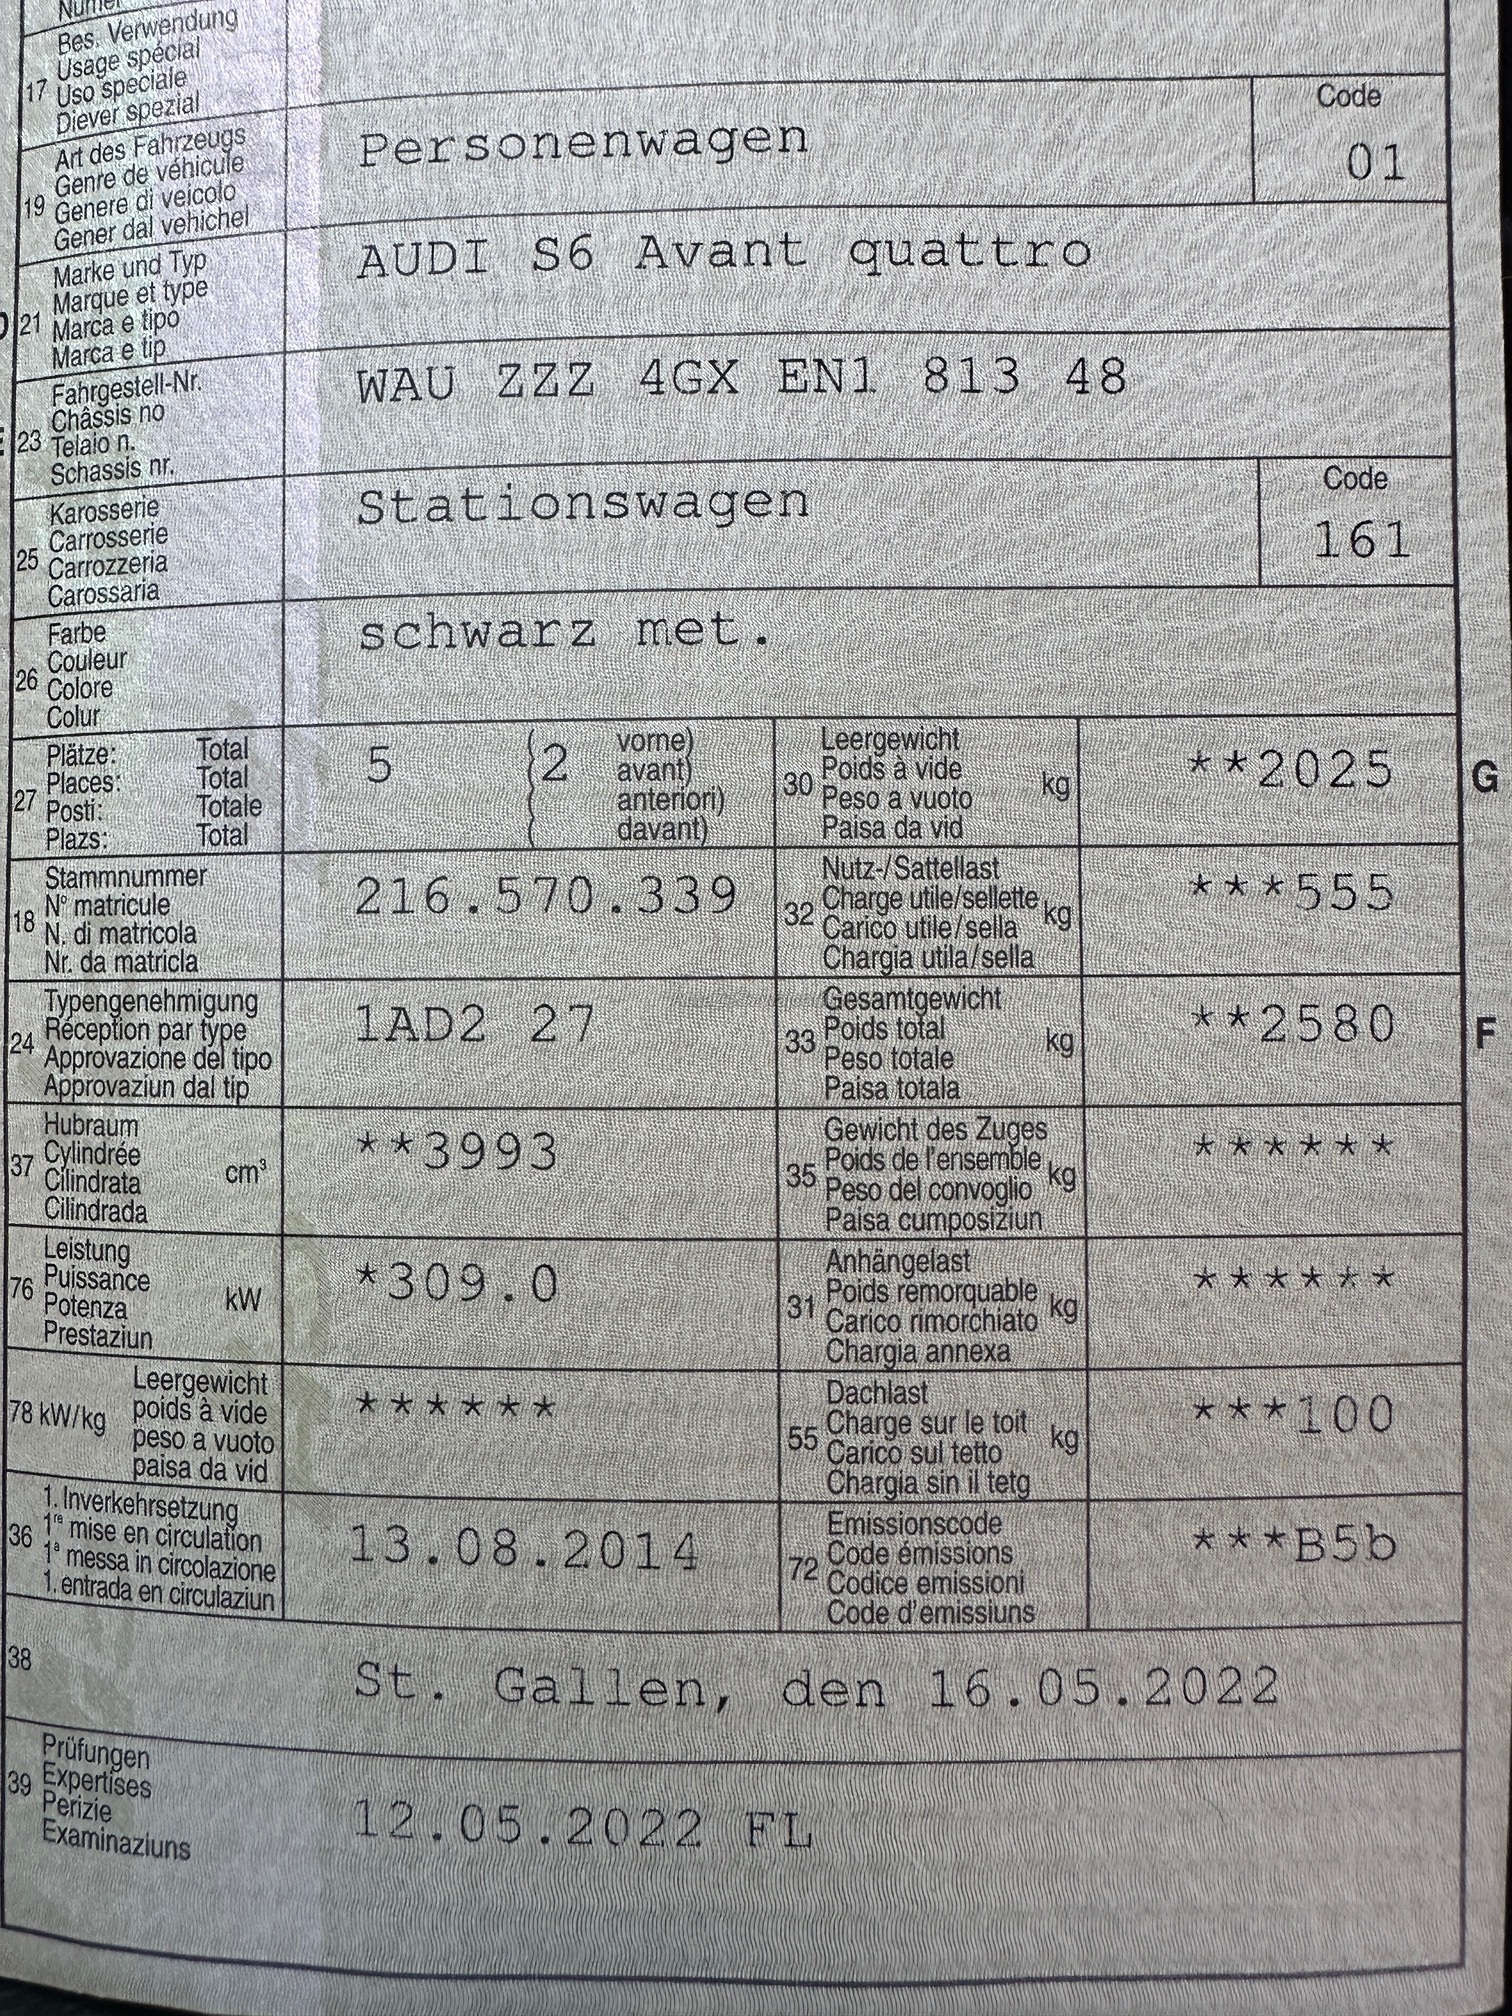 Bes. Verwendung
17 Usage spécial
Uso speciale
Diever spezial
Art des Fahrzeugs
Genre de véhicule
19 Genere di veicolo
Gener dal vehichel
Personenwagen
Code
01
Marke und Typ
Marque et type
21 Marca e tipo
Marca e tip
AUDI S6 Avant quattro
Fahrgestell-Nr.
Châssis no
23 Telaio n.
Schassis nr.
WAU ZZZ 4GX EN1 813 48
Karosserie
Carrosserie
25 Carrozzeria
Carossaria
Stationswagen
Code
161
Farbe
Couleur
26 Colore
Colur
schwarz met.
Plätze: Total
Places: Total
27 Posti: Totale
Plazs: Total
5 (2 vorne)
( avant)
( anteriori)
( davant)
Leergewicht
30 Poids à vide kg
Peso a vuoto
Paisa da vid
**2025
G
Stammnummer
18 N° matricule
N. di matricola
Nr. da matricla
216.570.339
Nutz-/Sattellast
32 Charge utile/sellette kg
Carico utile/sella
Chargia utila/sella
***555
Typengenehmigung
24 Réception par type
Approvazione del tipo
Approvaziun dal tip
1AD2 27
Gesamtgewicht
33 Poids total kg
Peso totale
Paisa totala
**2580
F
Hubraum
37 Cylindrée cm³
Cilindrata
Cilindrada
**3993
Gewicht des Zuges
35 Poids de l'ensemble kg
Peso del convoglio
Paisa cumposiziun
******
Leistung
76 Puissance kW
Potenza
Prestaziun
*309.0
Anhängelast
31 Poids remorquable kg
Carico rimorchiato
Chargia annexa
******
Leergewicht
78 kW/kg poids à vide
peso a vuoto
paisa da vid
******
Dachlast
55 Charge sur le toit kg
Carico sul tetto
Chargia sin il tetg
***100
1. Inverkehrsetzung
36 1re mise en circulation
1a messa in circolazione
1. entrada en circulaziun
13.08.2014
Emissionscode
72 Code émissions
Codice emissioni
Code d'emissiuns
***B5b
38
St. Gallen, den 16.05.2022
Prüfungen
39 Expertises
Perizie
Examinaziuns
12.05.2022 FL